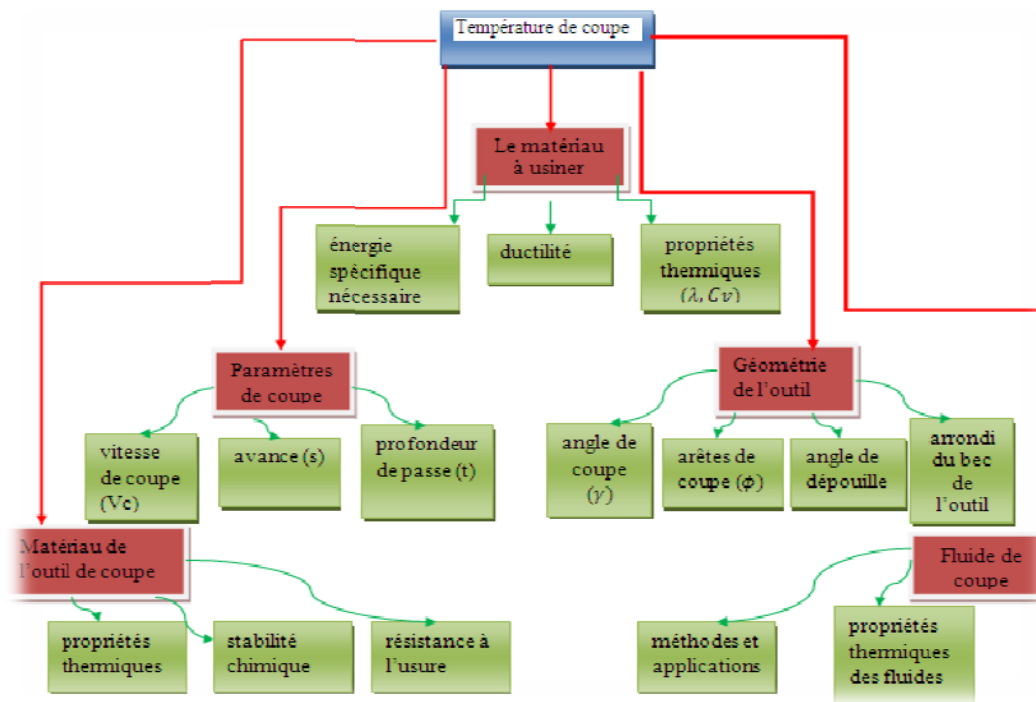 Température de coupe
Le matériau
à usiner
énergie
spécifique
nécessaire
ductilité
propriétés
thermiques
(λ, Cv)
Paramètres
de coupe
Géométrie
de l’outil
vitesse
de coupe
(Vc)
avance (s)
profondeur
de passe (t)
angle de
coupe (γ)
arêtes de
coupe (ϕ)
angle de
dépouille
arrondi
du bec
de
l’outil
Matériau de
l’outil de coupe
Fluide de
coupe
propriétés
thermiques
stabilité
chimique
résistance à
l’usure
méthodes et
applications
propriétés
thermiques
des fluides